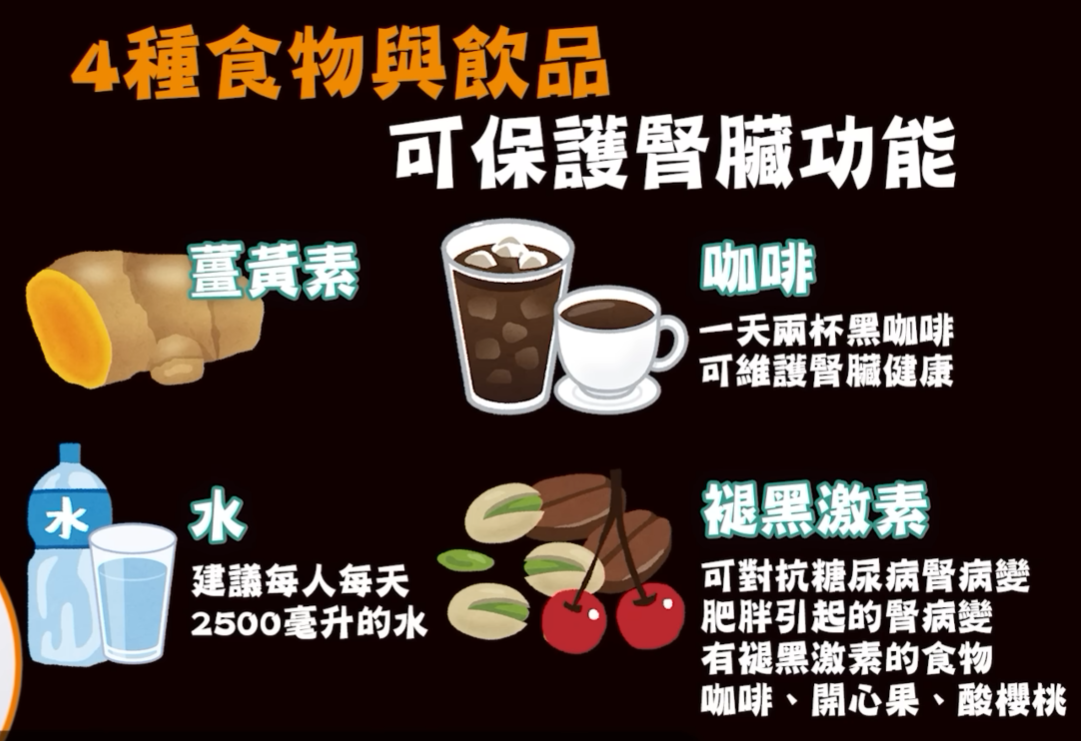 4種食物與飲品
可保護腎臟功能
薑黃素
咖啡
一天兩杯黑咖啡
可維護腎臟健康
水
水
建議每人每天
2500毫升的水
褪黑激素
可對抗糖尿病腎病變
肥胖引起的腎病變
有褪黑激素的食物
咖啡、開心果、酸櫻桃